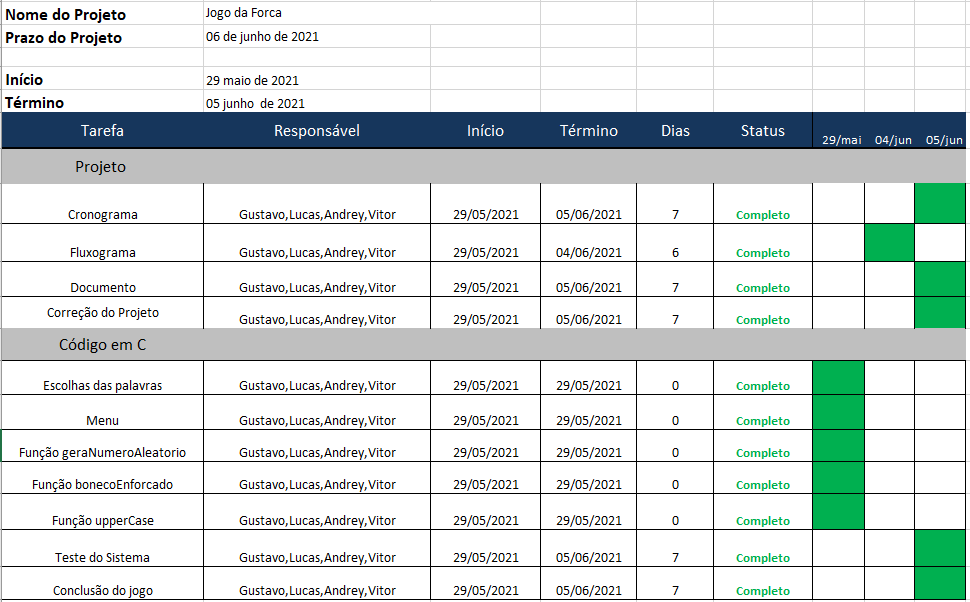 Nome do Projeto Jogo da Forca
Prazo do Projeto 06 de junho de 2021
Início 29 maio de 2021
Término 05 junho de 2021
Tarefa Responsável Início Término Dias Status 29/mai 04/jun 05/jun
Projeto
Cronograma Gustavo,Lucas,Andrey,Vitor 29/05/2021 05/06/2021 7 Completo
Fluxograma Gustavo,Lucas,Andrey,Vitor 29/05/2021 04/06/2021 6 Completo
Documento Gustavo,Lucas,Andrey,Vitor 29/05/2021 05/06/2021 7 Completo
Correção do Projeto Gustavo,Lucas,Andrey,Vitor 29/05/2021 05/06/2021 7 Completo
Código em C
Escolhas das palavras Gustavo,Lucas,Andrey,Vitor 29/05/2021 29/05/2021 0 Completo
Menu Gustavo,Lucas,Andrey,Vitor 29/05/2021 29/05/2021 0 Completo
Função geraNumeroAleatorio Gustavo,Lucas,Andrey,Vitor 29/05/2021 29/05/2021 0 Completo
Função bonecoEnforcado Gustavo,Lucas,Andrey,Vitor 29/05/2021 29/05/2021 0 Completo
Função upperCase Gustavo,Lucas,Andrey,Vitor 29/05/2021 29/05/2021 0 Completo
Teste do Sistema Gustavo,Lucas,Andrey,Vitor 29/05/2021 05/06/2021 7 Completo
Conclusão do jogo Gustavo,Lucas,Andrey,Vitor 29/05/2021 05/06/2021 7 Completo